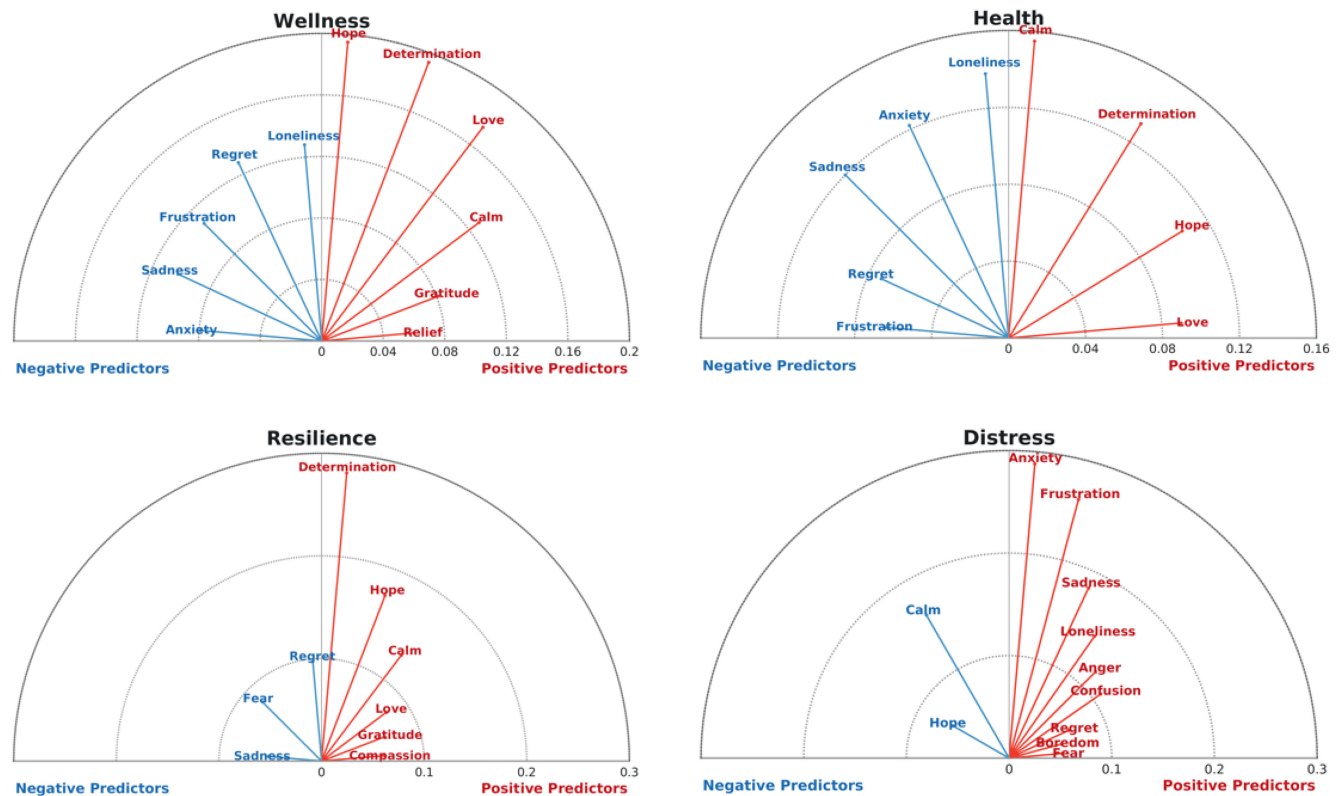 Wellness
Hope
Determination
Love
Loneliness
Regret
Frustration
Calm
Sadness
Gratitude
Anxiety
Relief
0 0.04 0.08 0.12 0.16 0.2
Negative Predictors Positive Predictors
Health
Calm
Loneliness
Anxiety
Determination
Sadness
Hope
Regret
Frustration
Love
0 0.04 0.08 0.12 0.16
Negative Predictors Positive Predictors
Resilience
Determination
Hope
Calm
Regret
Fear
Love
Gratitude
Sadness
Compassion
0 0.1 0.2 0.3
Negative Predictors Positive Predictors
Distress
Anxiety
Frustration
Sadness
Calm
Loneliness
Anger
Confusion
Hope
Regret
Boredom
Fear
0 0.1 0.2 0.3
Negative Predictors Positive Predictors